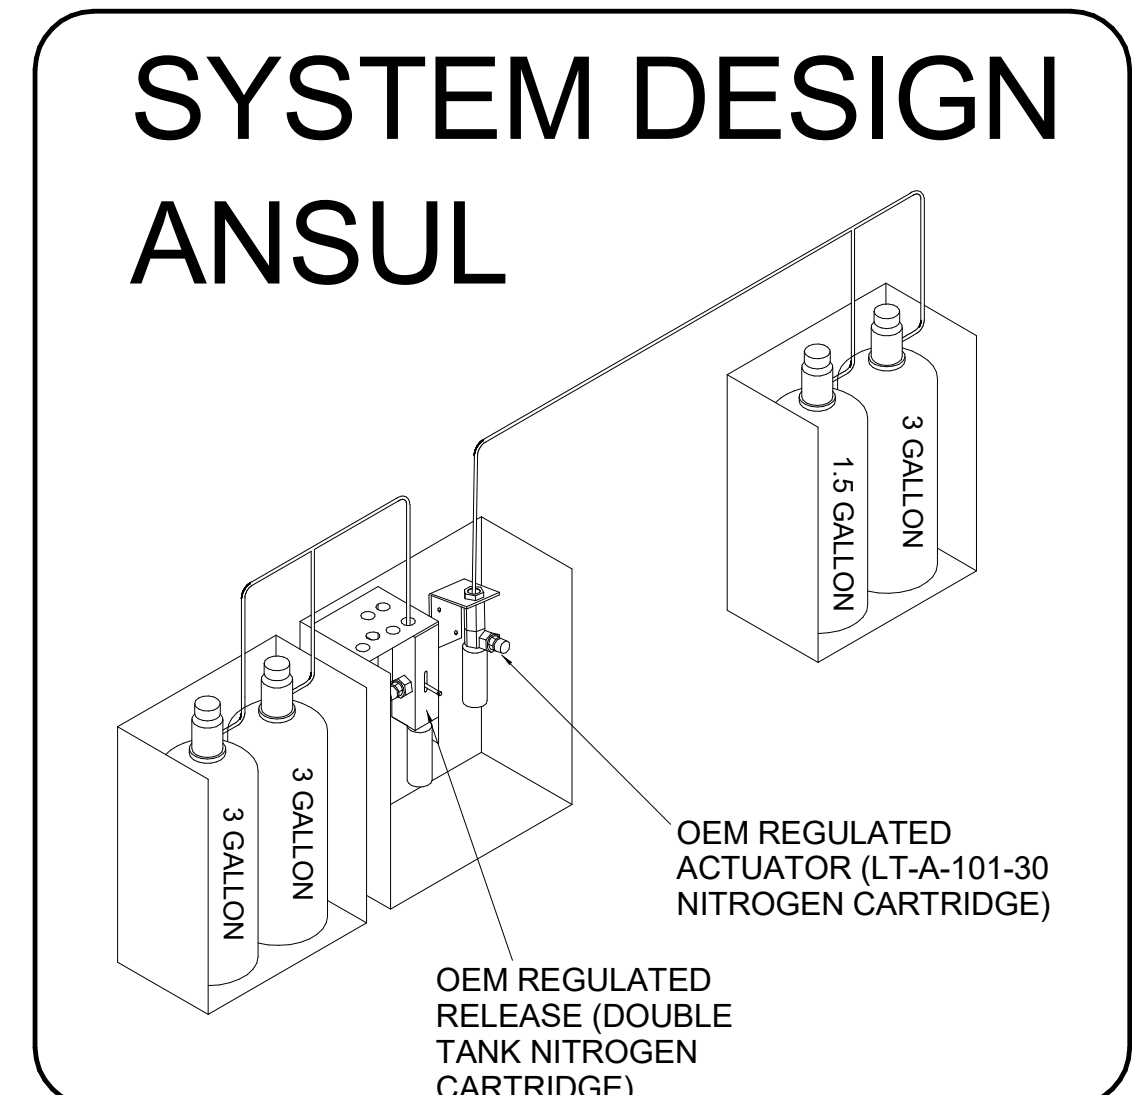 SYSTEM DESIGN
ANSUL
3 GALLON
1.5 GALLON
3 GALLON
3 GALLON
OEM REGULATED
ACTUATOR (LT-A-101-30
NITROGEN CARTRIDGE)
OEM REGULATED
RELEASE (DOUBLE
TANK NITROGEN
CARTRIDGE)